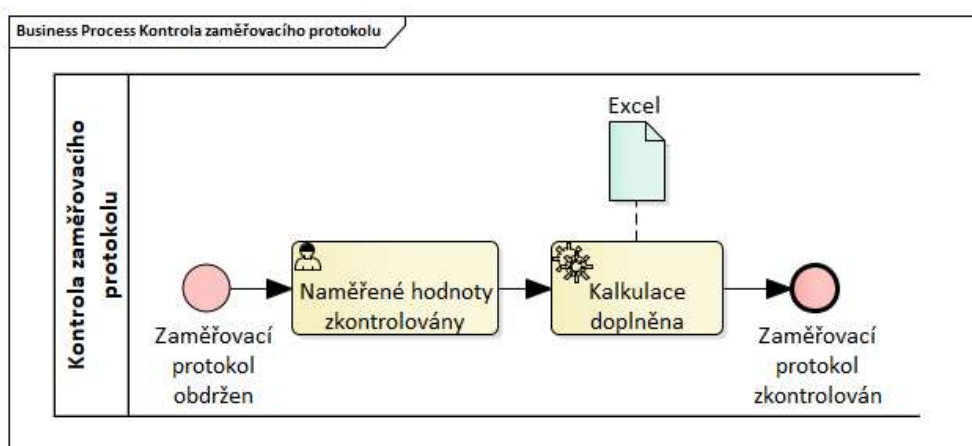 Business Process Kontrola zaměřovacího protokolu
Kontrola zaměřovacího
protokolu
Excel
Naměřené hodnoty
zkontrolovány
Kalkulace
doplněna
Zaměřovací
protokol
obdržen
Zaměřovací
protokol
zkontrolován